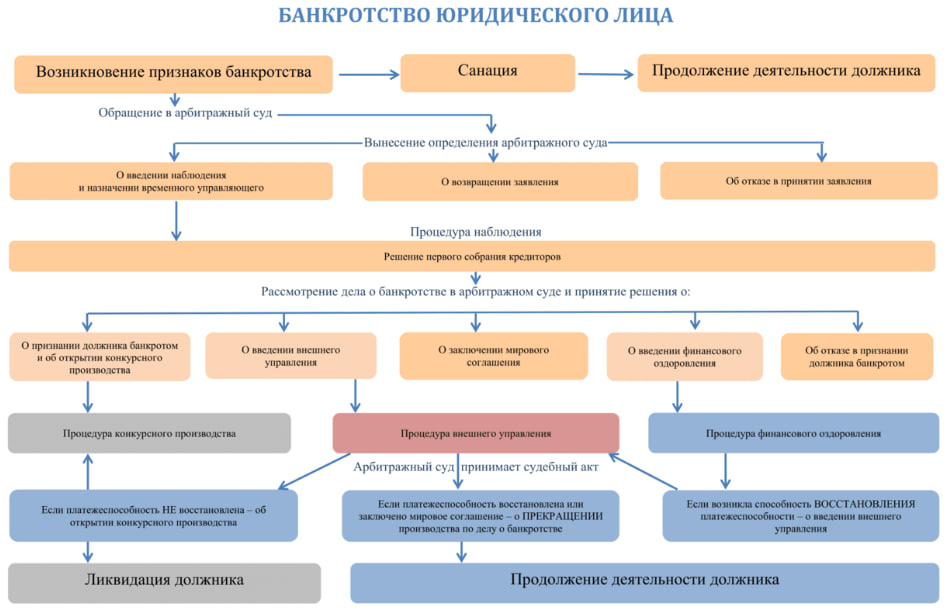 БАНКРОТСТВО ЮРИДИЧЕСКОГО ЛИЦА
Возникновение признаков банкротства
Санация
Продолжение деятельности должника
Обращение в арбитражный суд
Вынесение определения арбитражного суда
О введении наблюдения
и назначении временного управляющего
О возвращении заявления
Об отказе в принятии заявления
Процедура наблюдения
Решение первого собрания кредиторов
Рассмотрение дела о банкротстве в арбитражном суде и принятие решения о:
О признании должника банкротом
и об открытии конкурсного
производства
О введении внешнего
управления
О заключении мирового
соглашения
О введении финансового
оздоровления
Об отказе в признании
должника банкротом
Процедура конкурсного производства
Процедура внешнего управления
Процедура финансового оздоровления
Арбитражный суд принимает судебный акт
Если платежеспособность НЕ восстановлена – об
открытии конкурсного производства
Если платежеспособность восстановлена или
заключено мировое соглашение – о ПРЕКРАЩЕНИИ
производства по делу о банкротстве
Если возникла способность ВОССТАНОВЛЕНИЯ
платежеспособности – о введении внешнего
управления
Ликвидация должника
Продолжение деятельности должника